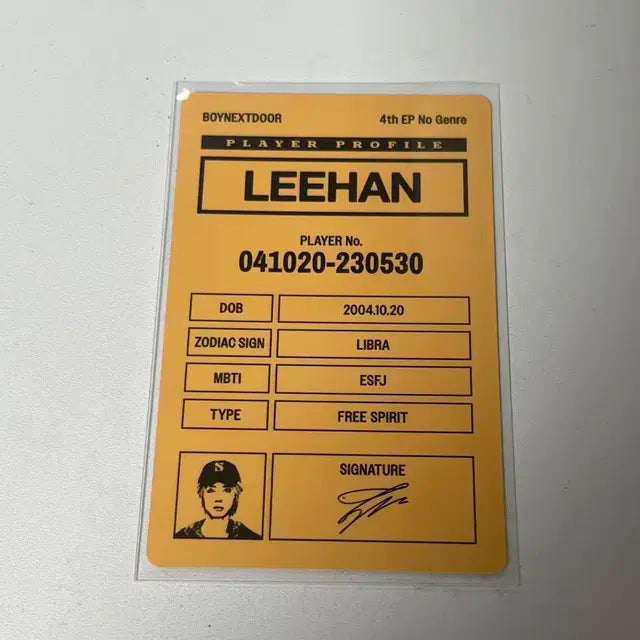 BOYNEXTDOOR 4th EP No Genre
PLAYER PROFILE
LEEHAN
PLAYER No.
041020-230530
DOB 2004.10.20
ZODIAC SIGN LIBRA
MBTI ESFJ
TYPE FREE SPIRIT
SIGNATURE
S